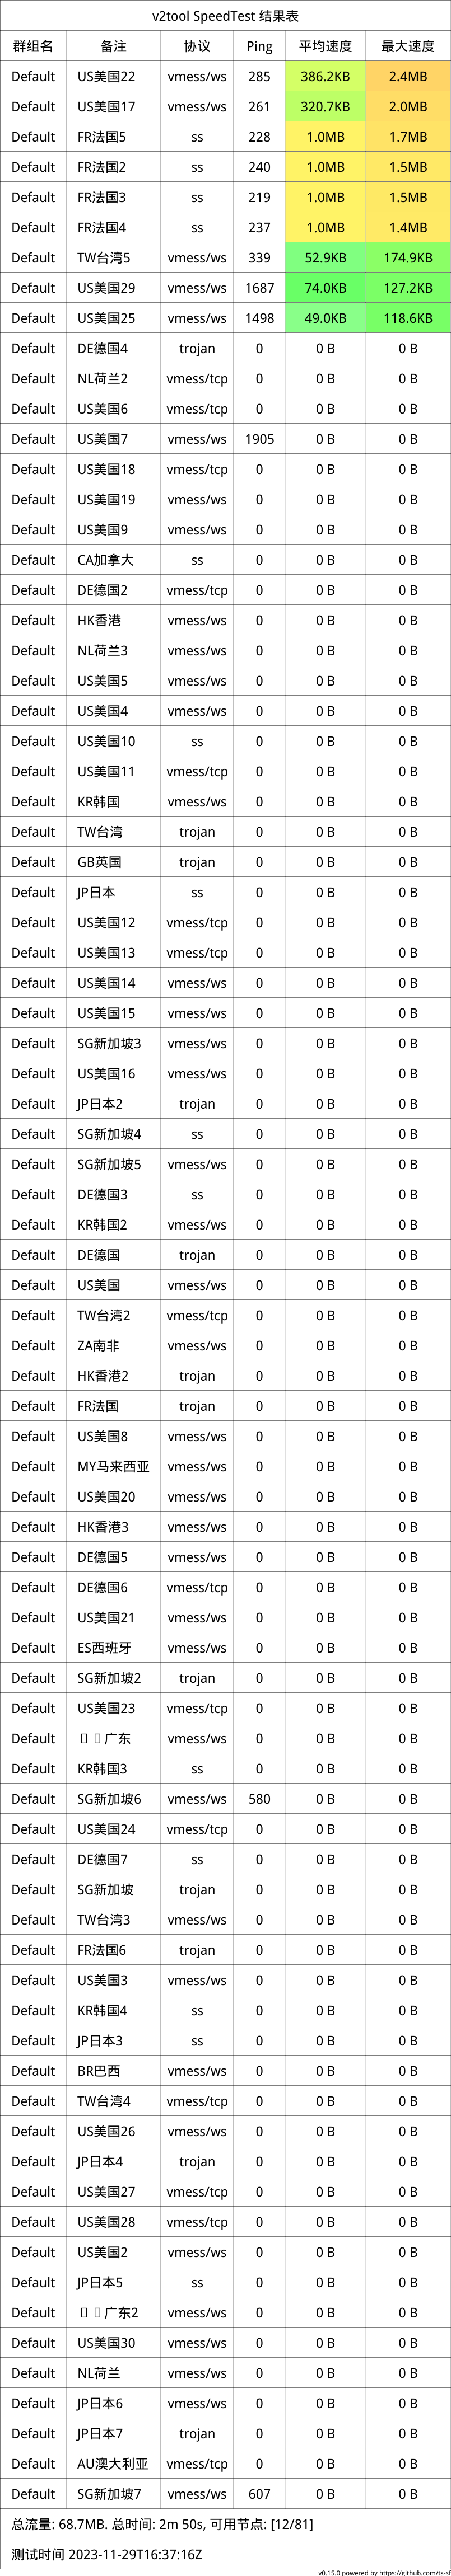 v2tool SpeedTest 结果表
群组名 备注 协议 Ping 平均速度 最大速度
Default US美国22 vmess/ws 285 386.2KB 2.4MB
Default US美国17 vmess/ws 261 320.7KB 2.0MB
Default FR法国5 ss 228 1.0MB 1.7MB
Default FR法国2 ss 240 1.0MB 1.5MB
Default FR法国3 ss 219 1.0MB 1.5MB
Default FR法国4 ss 237 1.0MB 1.4MB
Default TW台湾5 vmess/ws 339 52.9KB 174.9KB
Default US美国29 vmess/ws 1687 74.0KB 127.2KB
Default US美国25 vmess/ws 1498 49.0KB 118.6KB
Default DE德国4 trojan 0 0 B 0 B
Default NL荷兰2 vmess/tcp 0 0 B 0 B
Default US美国6 vmess/tcp 0 0 B 0 B
Default US美国7 vmess/ws 1905 0 B 0 B
Default US美国18 vmess/tcp 0 0 B 0 B
Default US美国19 vmess/ws 0 0 B 0 B
Default US美国9 vmess/ws 0 0 B 0 B
Default CA加拿大 ss 0 0 B 0 B
Default DE德国2 vmess/tcp 0 0 B 0 B
Default HK香港 vmess/ws 0 0 B 0 B
Default NL荷兰3 vmess/ws 0 0 B 0 B
Default US美国5 vmess/ws 0 0 B 0 B
Default US美国4 vmess/ws 0 0 B 0 B
Default US美国10 ss 0 0 B 0 B
Default US美国11 vmess/tcp 0 0 B 0 B
Default KR韩国 vmess/ws 0 0 B 0 B
Default TW台湾 trojan 0 0 B 0 B
Default GB英国 trojan 0 0 B 0 B
Default JP日本 ss 0 0 B 0 B
Default US美国12 vmess/tcp 0 0 B 0 B
Default US美国13 vmess/tcp 0 0 B 0 B
Default US美国14 vmess/ws 0 0 B 0 B
Default US美国15 vmess/ws 0 0 B 0 B
Default SG新加坡3 vmess/ws 0 0 B 0 B
Default US美国16 vmess/ws 0 0 B 0 B
Default JP日本2 trojan 0 0 B 0 B
Default SG新加坡4 ss 0 0 B 0 B
Default SG新加坡5 vmess/ws 0 0 B 0 B
Default DE德国3 ss 0 0 B 0 B
Default KR韩国2 vmess/ws 0 0 B 0 B
Default DE德国 trojan 0 0 B 0 B
Default US美国 vmess/ws 0 0 B 0 B
Default TW台湾2 vmess/tcp 0 0 B 0 B
Default ZA南非 vmess/ws 0 0 B 0 B
Default HK香港2 trojan 0 0 B 0 B
Default FR法国 trojan 0 0 B 0 B
Default US美国8 vmess/ws 0 0 B 0 B
Default MY马来西亚 vmess/ws 0 0 B 0 B
Default US美国20 vmess/ws 0 0 B 0 B
Default HK香港3 vmess/ws 0 0 B 0 B
Default DE德国5 vmess/ws 0 0 B 0 B
Default DE德国6 vmess/tcp 0 0 B 0 B
Default US美国21 vmess/ws 0 0 B 0 B
Default ES西班牙 vmess/ws 0 0 B 0 B
Default SG新加坡2 trojan 0 0 B 0 B
Default US美国23 vmess/tcp 0 0 B 0 B
Default 广东 vmess/ws 0 0 B 0 B
Default KR韩国3 ss 0 0 B 0 B
Default SG新加坡6 vmess/ws 580 0 B 0 B
Default US美国24 vmess/tcp 0 0 B 0 B
Default DE德国7 ss 0 0 B 0 B
Default SG新加坡 trojan 0 0 B 0 B
Default TW台湾3 vmess/ws 0 0 B 0 B
Default FR法国6 trojan 0 0 B 0 B
Default US美国3 vmess/ws 0 0 B 0 B
Default KR韩国4 ss 0 0 B 0 B
Default JP日本3 ss 0 0 B 0 B
Default BR巴西 vmess/ws 0 0 B 0 B
Default TW台湾4 vmess/tcp 0 0 B 0 B
Default US美国26 vmess/ws 0 0 B 0 B
Default JP日本4 trojan 0 0 B 0 B
Default US美国27 vmess/tcp 0 0 B 0 B
Default US美国28 vmess/tcp 0 0 B 0 B
Default US美国2 vmess/ws 0 0 B 0 B
Default JP日本5 ss 0 0 B 0 B
Default 广东2 vmess/ws 0 0 B 0 B
Default US美国30 vmess/ws 0 0 B 0 B
Default NL荷兰 vmess/ws 0 0 B 0 B
Default JP日本6 vmess/ws 0 0 B 0 B
Default JP日本7 trojan 0 0 B 0 B
Default AU澳大利亚 vmess/tcp 0 0 B 0 B
Default SG新加坡7 vmess/ws 607 0 B 0 B
总流量: 68.7MB. 总时间: 2m 50s, 可用节点: [12/81]
测试时间 2023-11-29T16:37:16Z
v0.15.0 powered by https://github.com/ts-sf